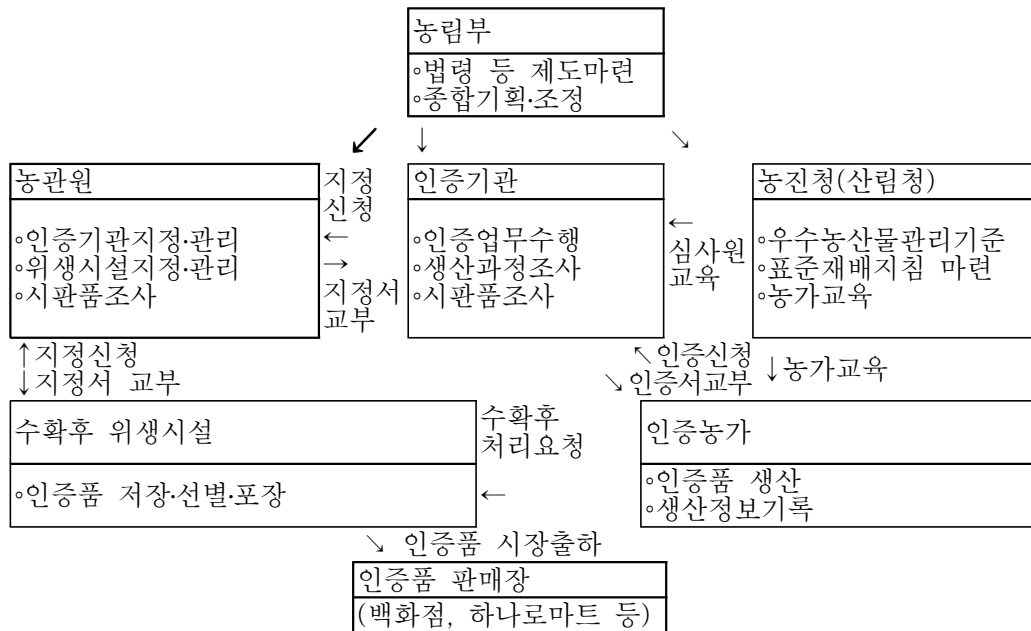 농림부
◦법령 등 제도마련
◦종합기획·조정
↙ ↓ ↘
농관원
◦인증기관지정·관리
◦위생시설지정·관리
◦시판품조사
지정
신청
←
→
지정서
교부
인증기관
◦인증업무수행
◦생산과정조사
◦시판품조사
←
심사원
교육
농진청(산림청)
◦우수농산물관리기준
◦표준재배지침 마련
◦농가교육
↑지정신청
↓지정서 교부
↖인증신청
↘인증서교부
↓농가교육
수확후 위생시설
◦인증품 저장·선별·포장
수확후
처리요청
←
인증농가
◦인증품 생산
◦생산정보기록
↘ 인증품 시장출하
인증품 판매장
(백화점, 하나로마트 등)